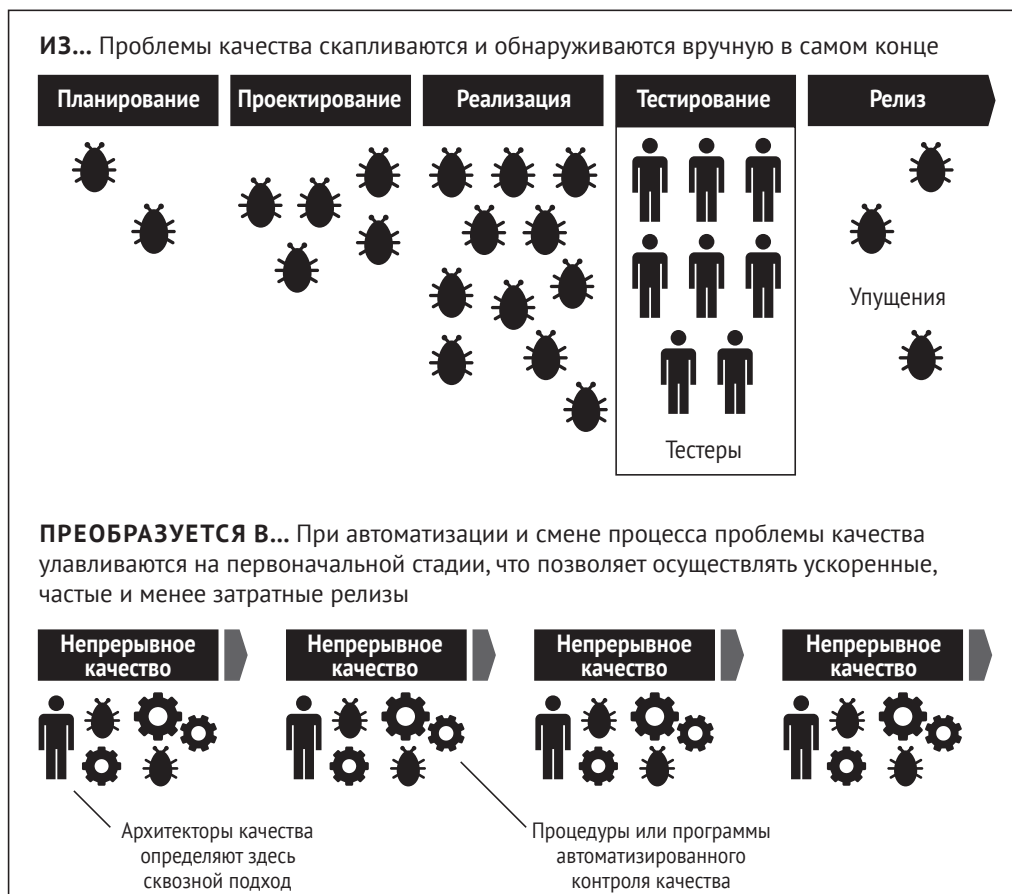 ИЗ... Проблемы качества скапливаются и обнаруживаются вручную в самом конце
Планирование
Проектирование
Реализация
Тестирование
Релиз
Упущения
Тестеры
ПРЕОБРАЗУЕТСЯ В... При автоматизации и смене процесса проблемы качества
улавливаются на первоначальной стадии, что позволяет осуществлять ускоренные,
частые и менее затратные релизы
Непрерывное
качество
Непрерывное
качество
Непрерывное
качество
Непрерывное
качество
Архитекторы качества
определяют здесь
сквозной подход
Процедуры или программы
автоматизированного
контроля качества